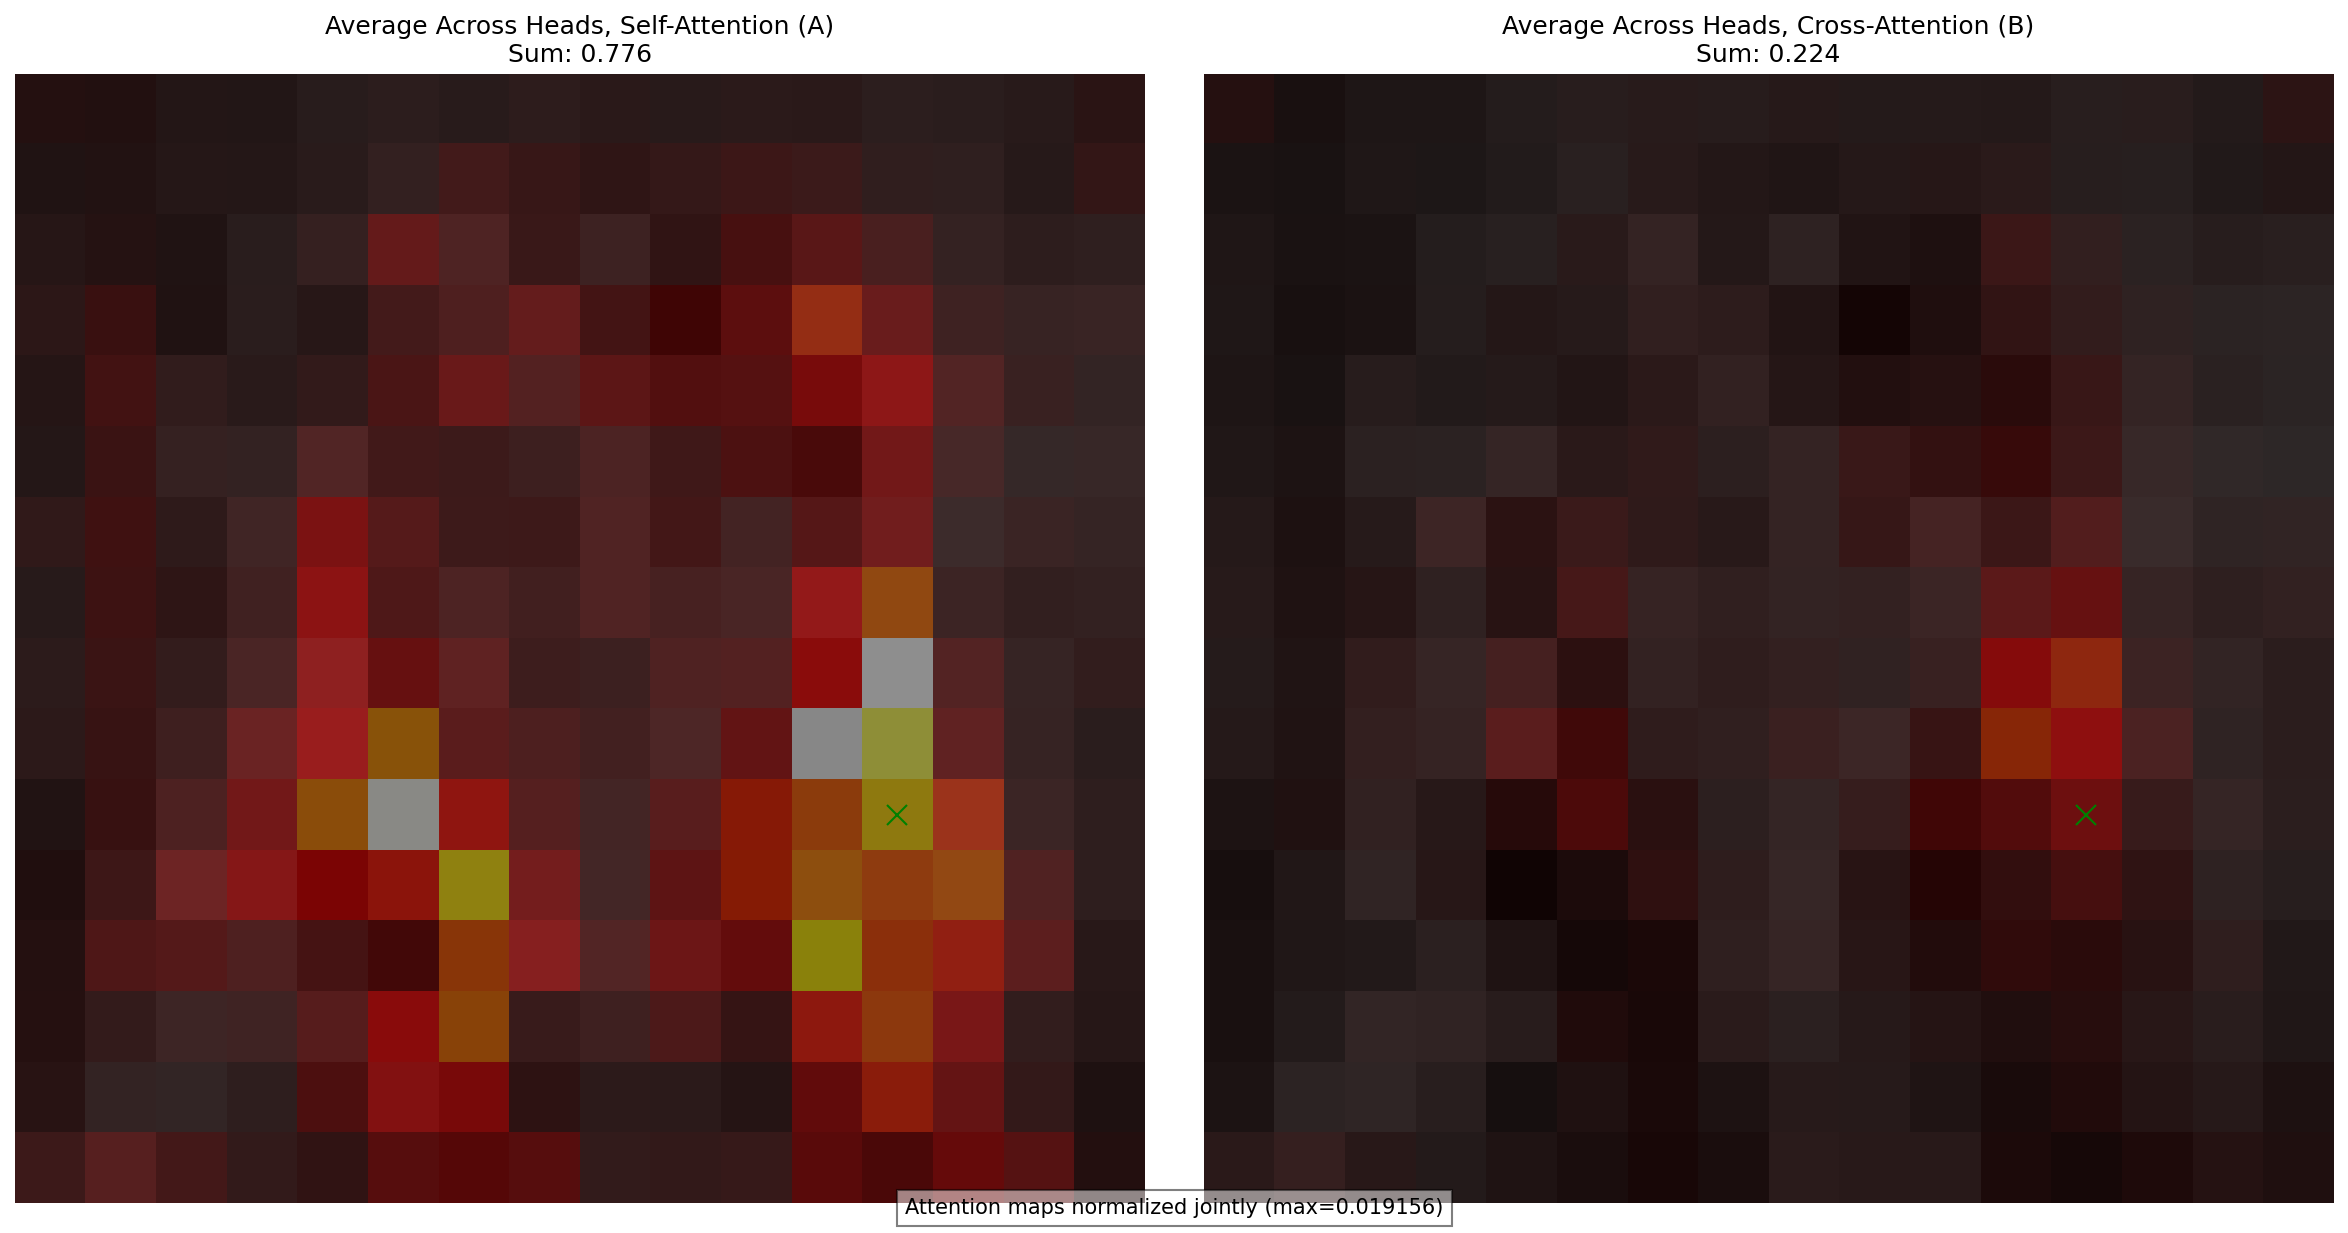 Average Across Heads, Self-Attention (A)
Sum: 0.776
Average Across Heads, Cross-Attention (B)
Sum: 0.224
Attention maps normalized jointly (max=0.019156)